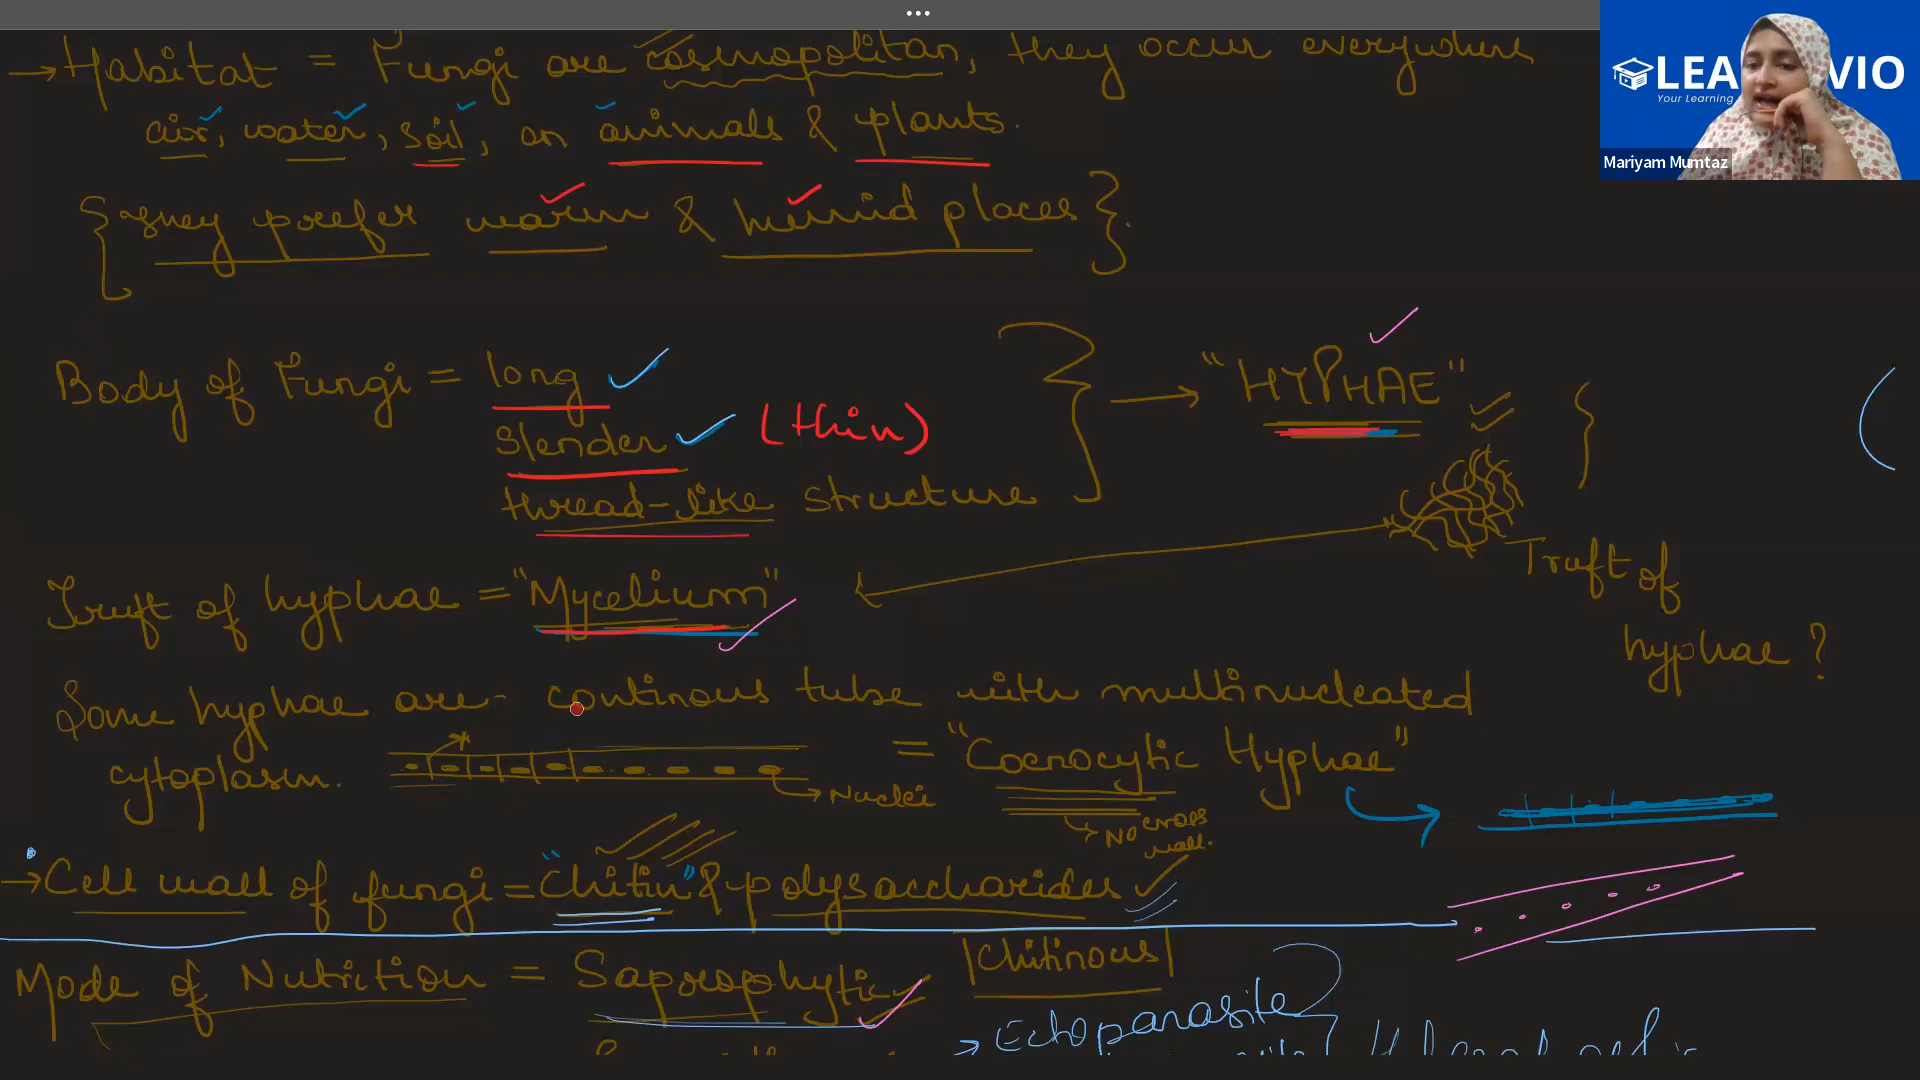 → Habitat = Fungi are cosmopolitan, they occur everywhere
air, water, soil, on animals & plants.
{ They prefer warm & humid places }.
Body of Fungi = long
slender (thin)
thread-like structure
→ "HYPHAE"
Truft of hyphae = "Mycelium"
Truft of
hyphae ?
Some hyphae are - continous tube with multinucleated
cytoplasm.
→ Nuclei
= "Coenocytic Hyphae"
→ No cross
wall.
→ Cell wall of fungi = "Chitin" & polysaccharides
Mode of Nutrition = Saprophytic
|Chitinous|
→ Ectoparasite
LEA VIO
Your Learning
Mariyam Mumtaz